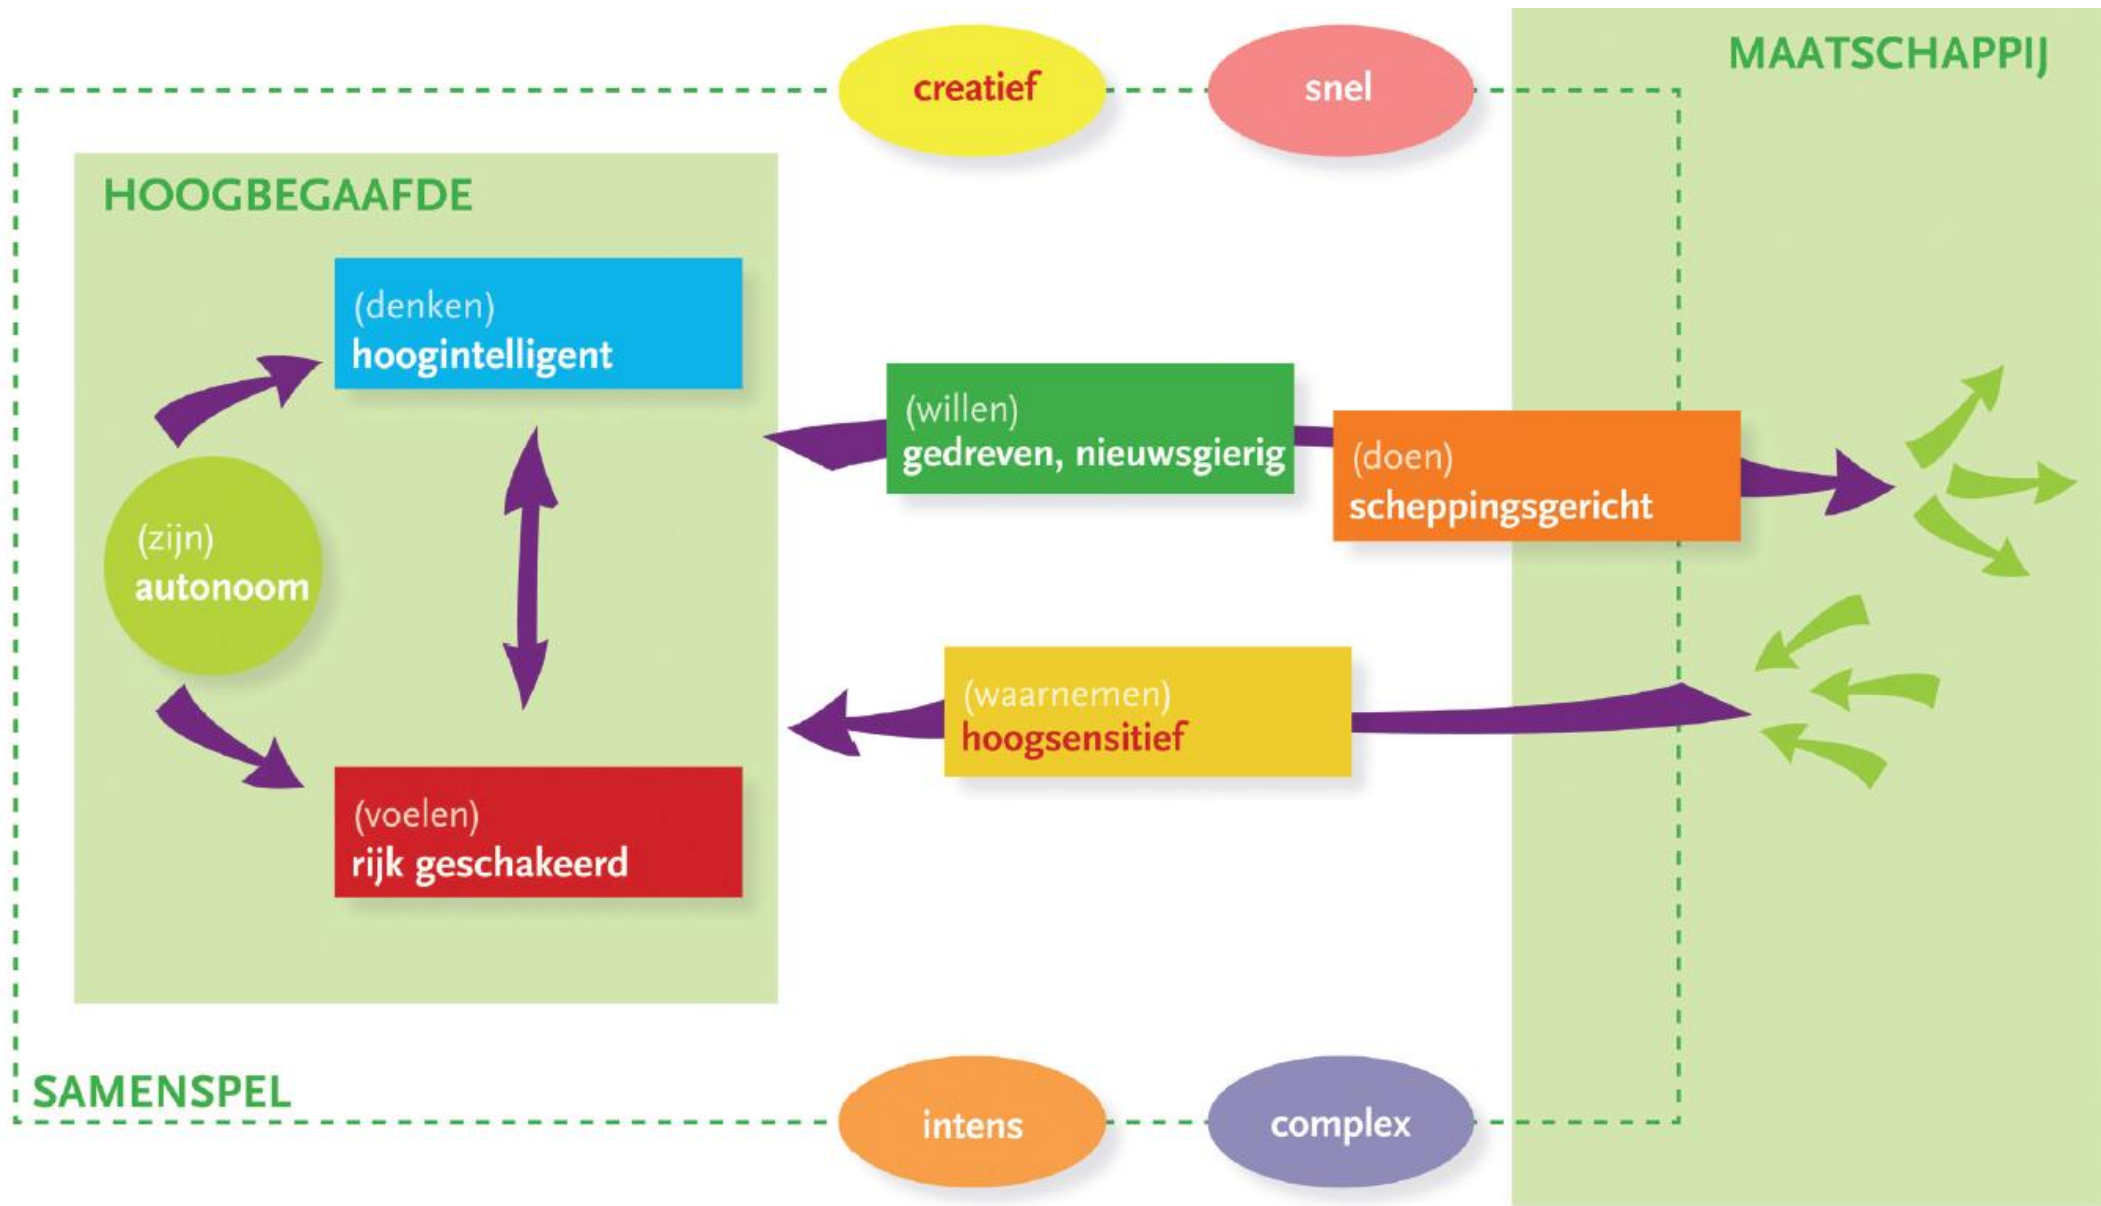 creatief
snel
MAATSCHAPPIJ
HOOGBEGAAFDE
(denken)
hoogintelligent
(willen)
gedreven, nieuwsgierig
(doen)
scheppingsgericht
(zijn)
autonoom
(waarnemen)
hoogsensitief
(voelen)
rijk geschakeerd
SAMENSPEL
intens
complex